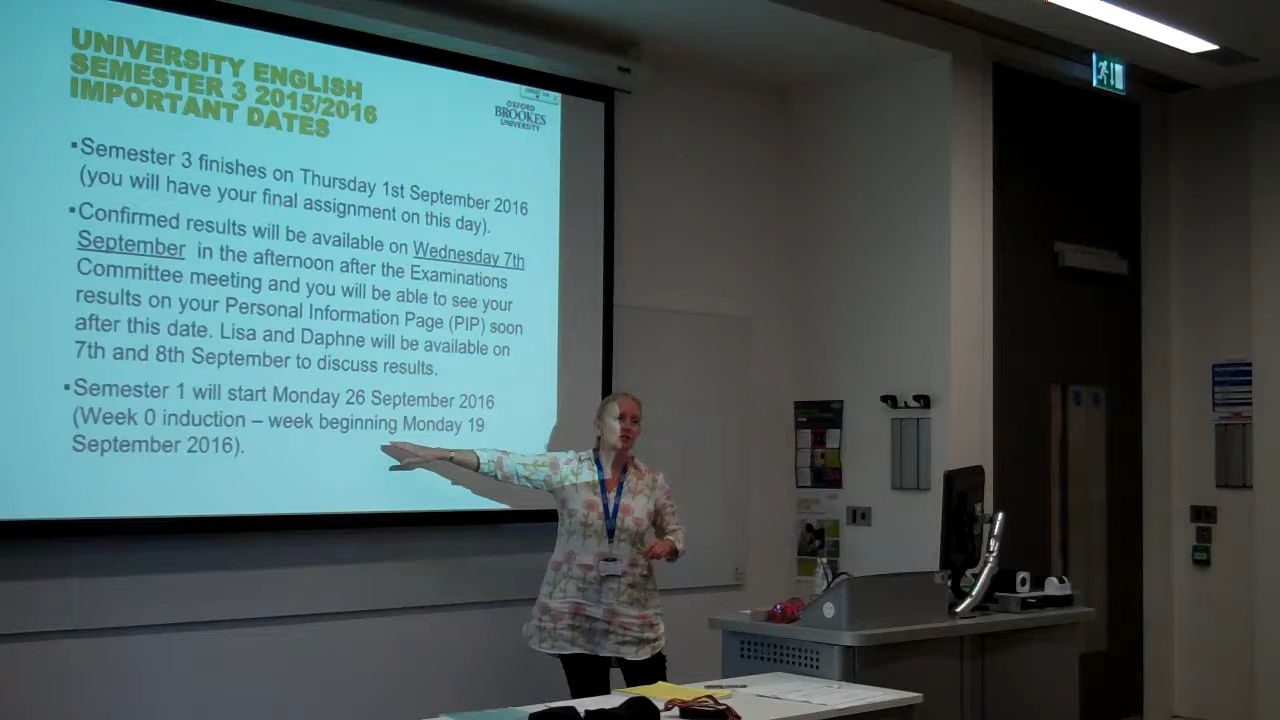 UNIVERSITY ENGLISH
SEMESTER 3 2015/2016
IMPORTANT DATES
OXFORD
BROOKES
UNIVERSITY
▪Semester 3 finishes on Thursday 1st September 2016
(you will have your final assignment on this day).
▪Confirmed results will be available on Wednesday 7th
September in the afternoon after the Examinations
Committee meeting and you will be able to see your
results on your Personal Information Page (PIP) soon
after this date. Lisa and Daphne will be available on
7th and 8th September to discuss results.
▪Semester 1 will start Monday 26 September 2016
(Week 0 induction – week beginning Monday 19
September 2016).